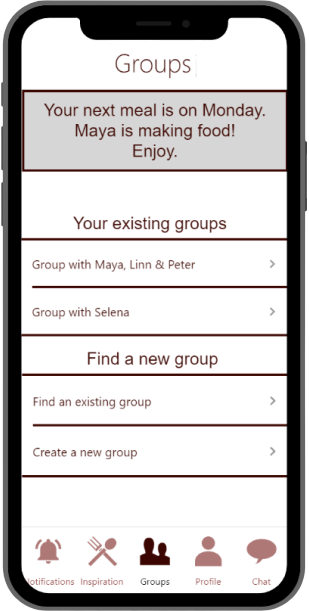 Groups
Your next meal is on Monday.
Maya is making food!
Enjoy.
Your existing groups
Group with Maya, Linn & Peter
Group with Selena
Find a new group
Find an existing group
Create a new group
Notifications Inspiration Groups Profile Chat